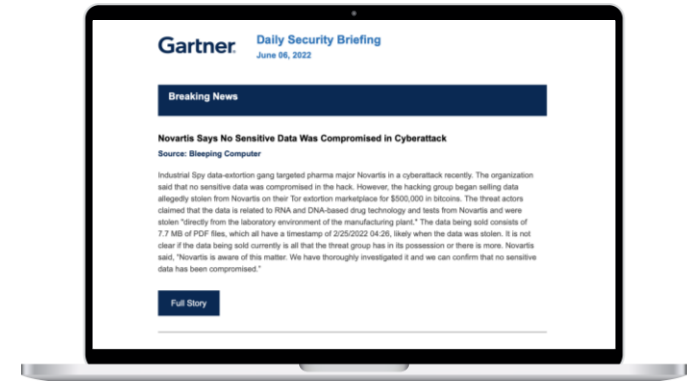 Gartner
Daily Security Briefing
June 06, 2022
Breaking News
Novartis Says No Sensitive Data Was Compromised in Cyberattack
Source: Bleeping Computer
Industrial Spy data-extortion gang targeted pharma major Novartis in a cyberattack recently. The organization
said that no sensitive data was compromised in the hack. However, the hacking group began selling data
allegedly stolen from Novartis on their Tor extortion marketplace for $500,000 in bitcoins. The threat actors
claimed that the data is related to RNA and DNA-based drug technology and tests from Novartis and were
stolen "directly from the laboratory environment of the manufacturing plant." The data being sold consists of
7.7 MB of PDF files, which all have a timestamp of 2/25/2022 04:26, likely when the data was stolen. It is not
clear if the data being sold currently is all that the threat group has in its possession or there is more. Novartis
said, "Novartis is aware of this matter. We have thoroughly investigated it and we can confirm that no sensitive
data has been compromised."
Full Story